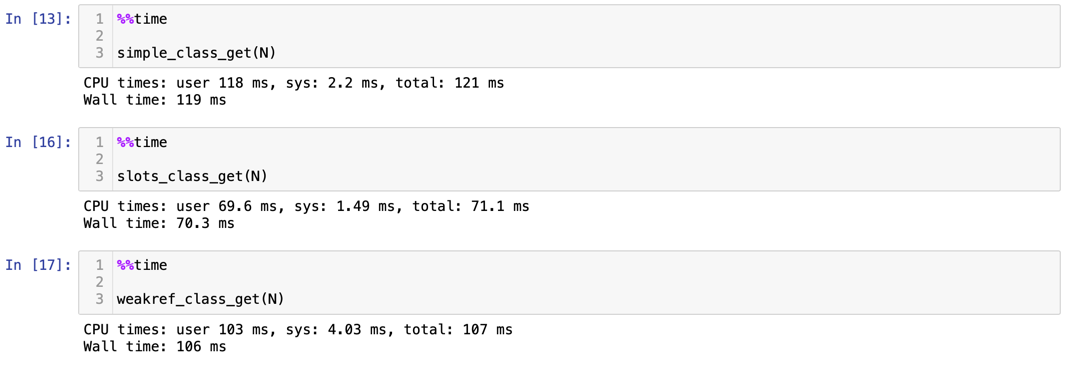 In [13]: 1 %%time
2
3 simple_class_get(N)
CPU times: user 118 ms, sys: 2.2 ms, total: 121 ms
Wall time: 119 ms
In [16]: 1 %%time
2
3 slots_class_get(N)
CPU times: user 69.6 ms, sys: 1.49 ms, total: 71.1 ms
Wall time: 70.3 ms
In [17]: 1 %%time
2
3 weakref_class_get(N)
CPU times: user 103 ms, sys: 4.03 ms, total: 107 ms
Wall time: 106 ms